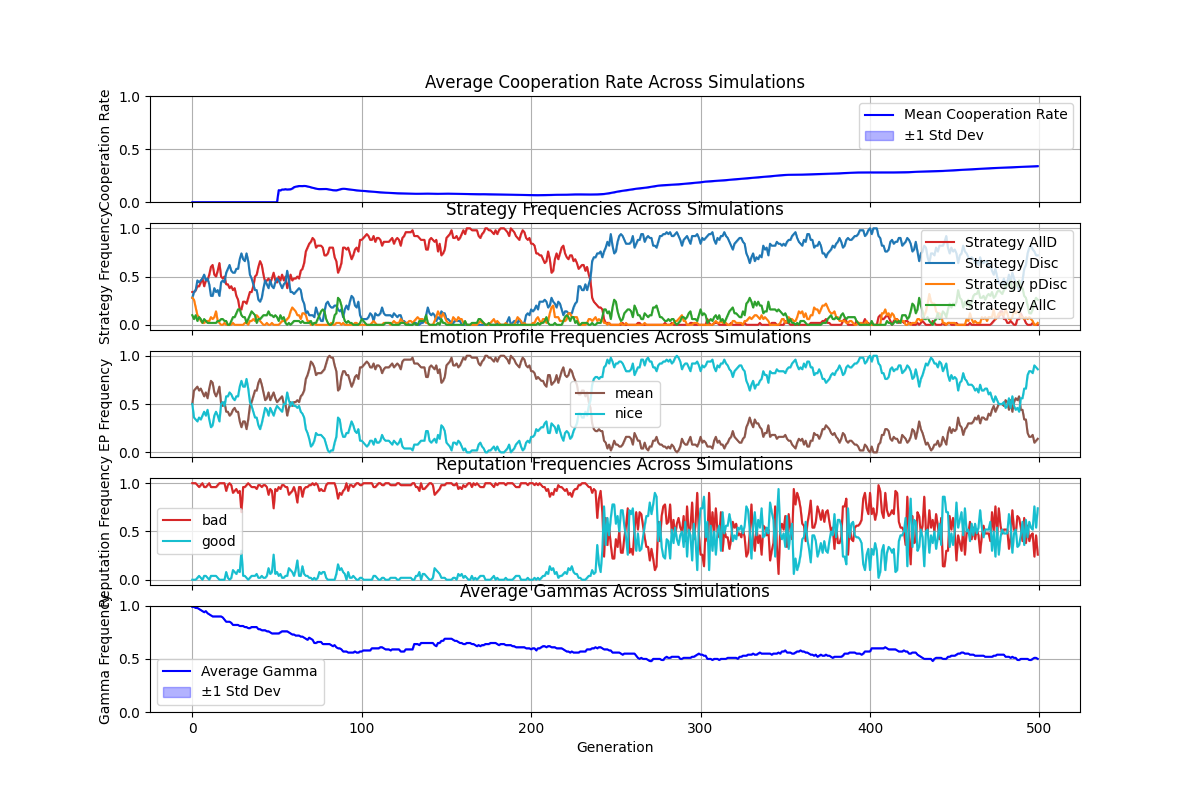 Average Cooperation Rate Across Simulations
Cooperation Rate
1.0
0.5
0.0
Mean Cooperation Rate
±1 Std Dev
Strategy Frequencies Across Simulations
Strategy Frequency
1.0
0.5
0.0
Strategy AllD
Strategy Disc
Strategy pDisc
Strategy AllC
Emotion Profile Frequencies Across Simulations
EP Frequency
1.0
0.5
0.0
mean
nice
Reputation Frequencies Across Simulations
Reputation Frequency
1.0
0.5
0.0
bad
good
Average Gammas Across Simulations
Gamma Frequency
1.0
0.5
0.0
Average Gamma
±1 Std Dev
0 100 200 300 400 500
Generation